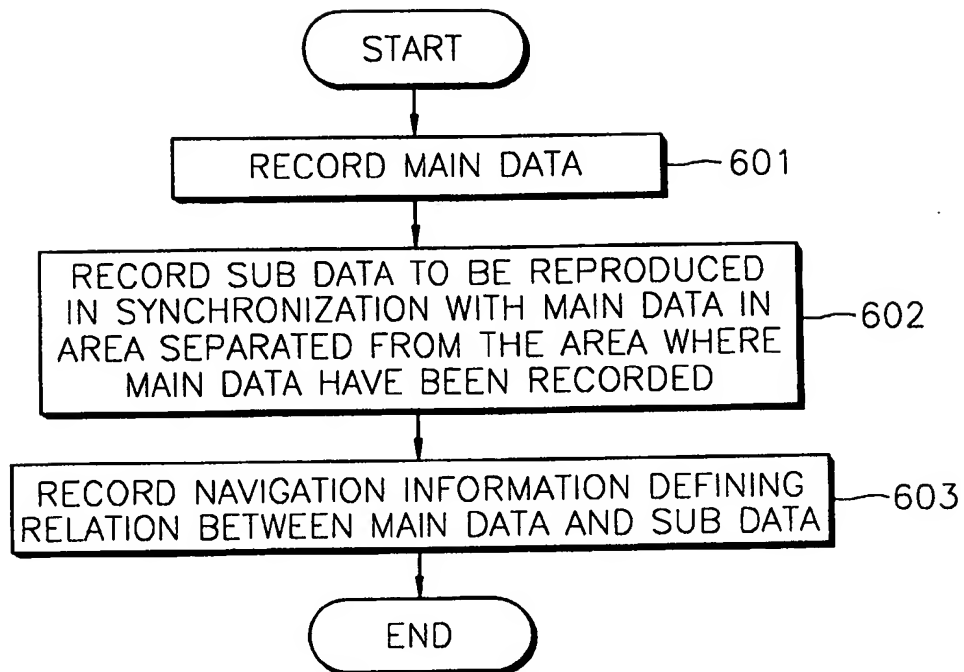 START
RECORD MAIN DATA
601
RECORD SUB DATA TO BE REPRODUCED
IN SYNCHRONIZATION WITH MAIN DATA IN
AREA SEPARATED FROM THE AREA WHERE
MAIN DATA HAVE BEEN RECORDED
602
RECORD NAVIGATION INFORMATION DEFINING
RELATION BETWEEN MAIN DATA AND SUB DATA
603
END